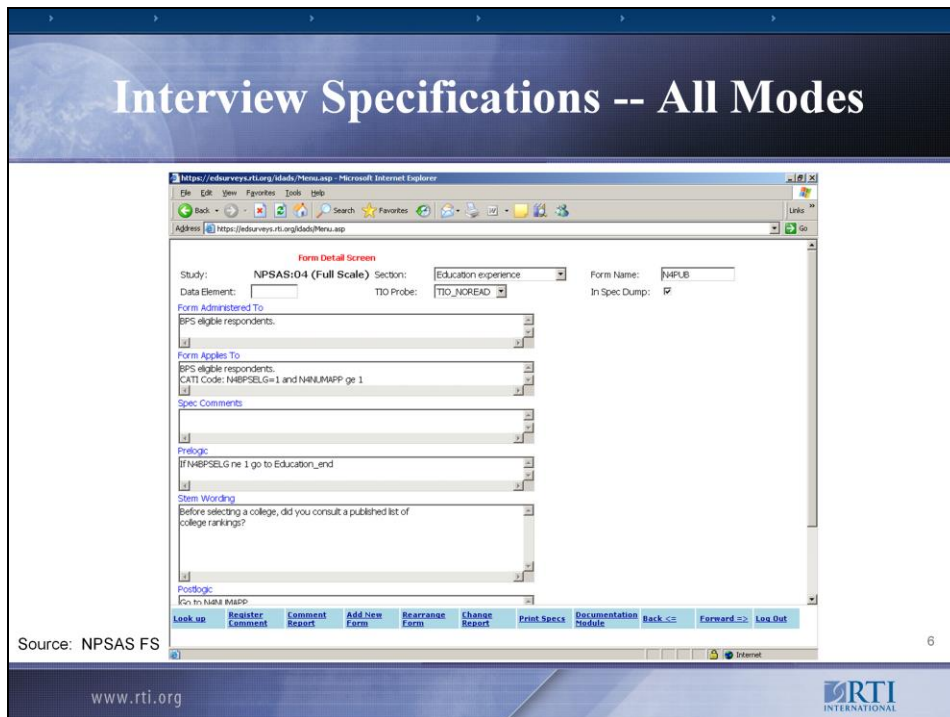 Interview Specifications -- All Modes
https://edsurveys.rti.org/idads/Menu.asp - Microsoft Internet Explorer
File Edit View Favorites Tools Help
Back Search Favorites Links
Address https://edsurveys.rti.org/idads/Menu.asp Go
Form Detail Screen
Study: NPSAS:04 (Full Scale) Section: Education experience Form Name: N4PUB
Data Element: TIO Probe: TIO_NOREAD In Spec Dump:
Form Administered To
BPS eligible respondents.
Form Applies To
BPS eligible respondents.
CATI Code: N4BPSELG=1 and N4NUMAPP ge 1
Spec Comments
Prelogic
If N4BPSELG ne 1 go to Education_end
Stem Wording
Before selecting a college, did you consult a published list of
college rankings?
Postlogic
Go to N4NUMAPP
Look up Register Comment Comment Report Add New Form Rearrange Form Change Report Print Specs Documentation Module Back <= Forward => Log Out
Internet
Source: NPSAS FS
6
www.rti.org
RTI
INTERNATIONAL